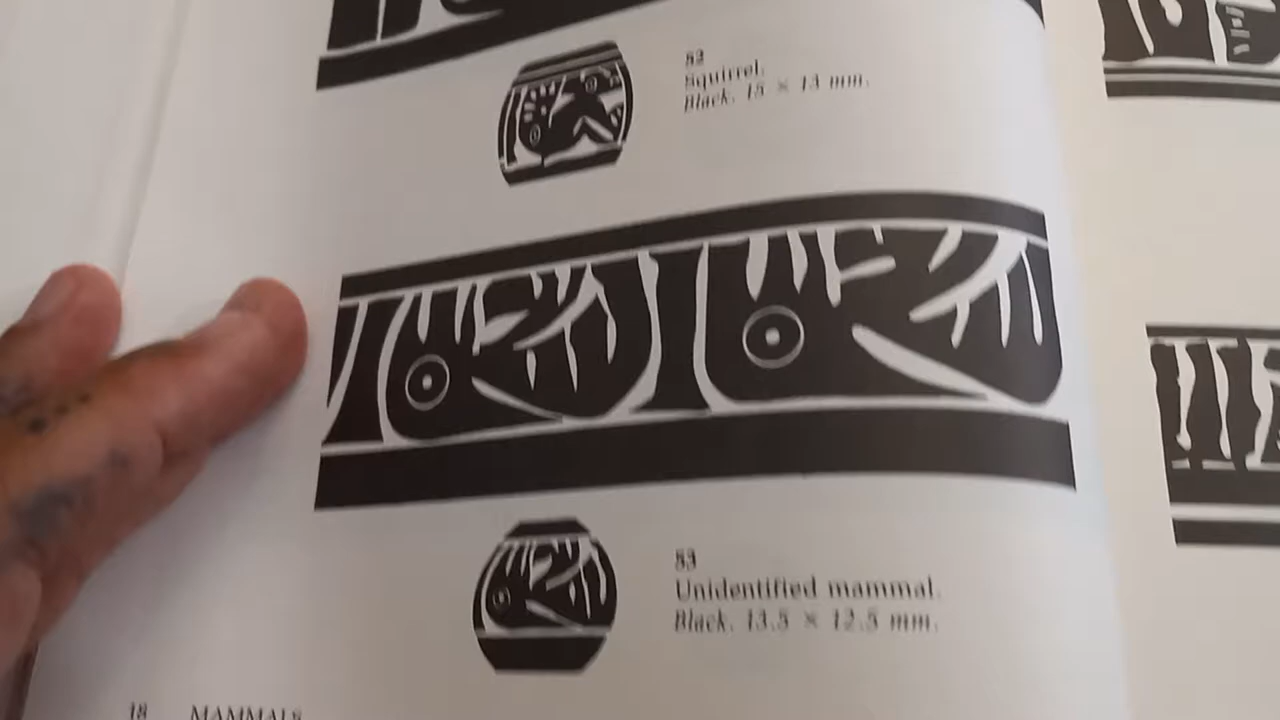 52
Squirrel.
Black. 15 × 13 mm.
53
Unidentified mammal.
Black. 13.5 × 12.5 mm.
18 MAMMALS